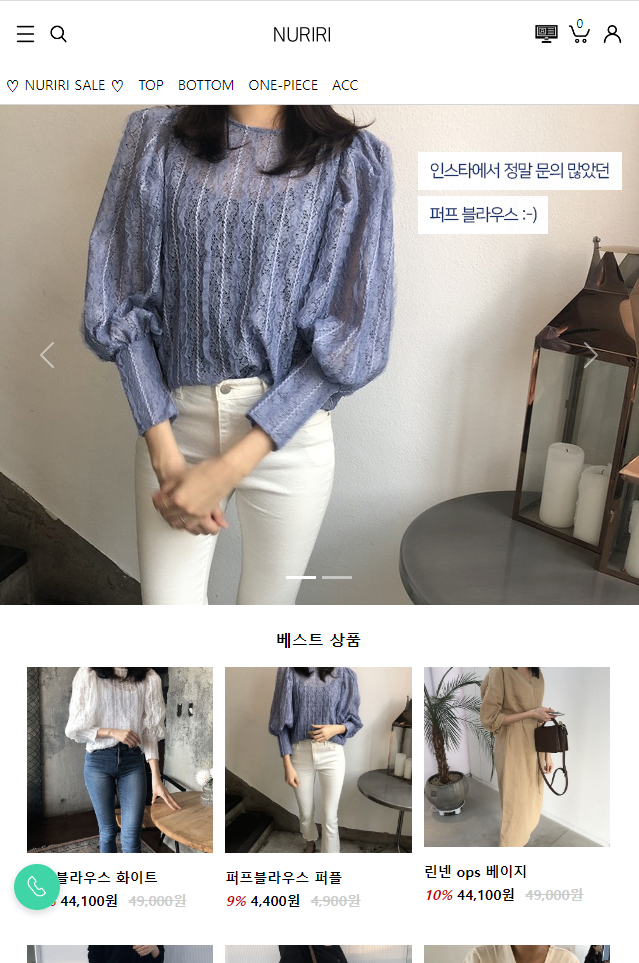 NURIRI
0
♡ NURIRI SALE ♡ TOP BOTTOM ONE-PIECE ACC
인스타에서 정말 문의 많았던
퍼프 블라우스 :-)
베스트 상품
블라우스 화이트
44,100원 49,000원
퍼프블라우스 퍼플
9% 4,400원 4,900원
린넨 ops 베이지
10% 44,100원 49,000원